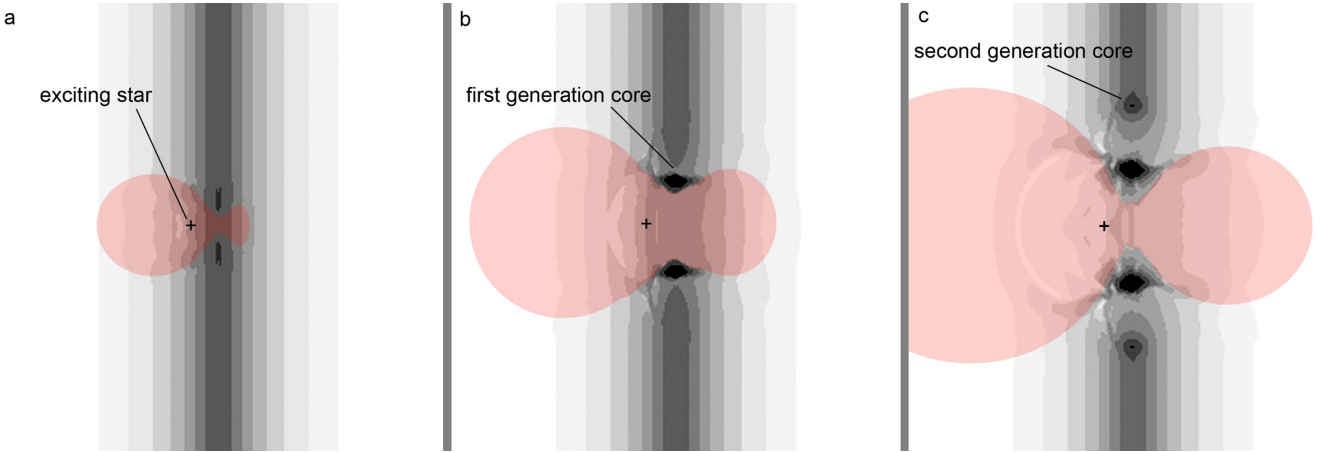 a
exciting star
b
first generation core
c
second generation core